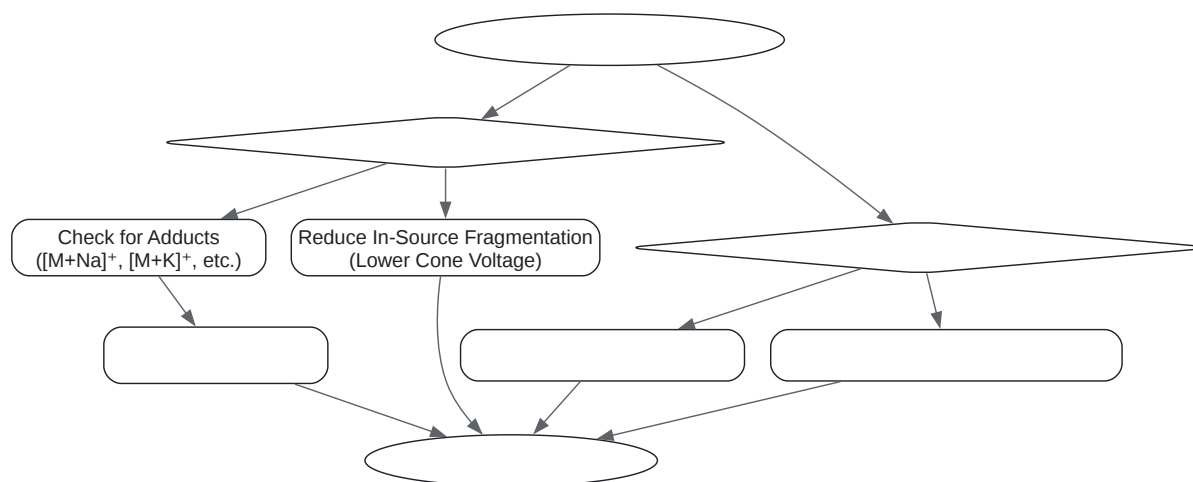 Check for Adducts
([M+Na]⁺, [M+K]⁺, etc.)
Reduce In-Source Fragmentation
(Lower Cone Voltage)